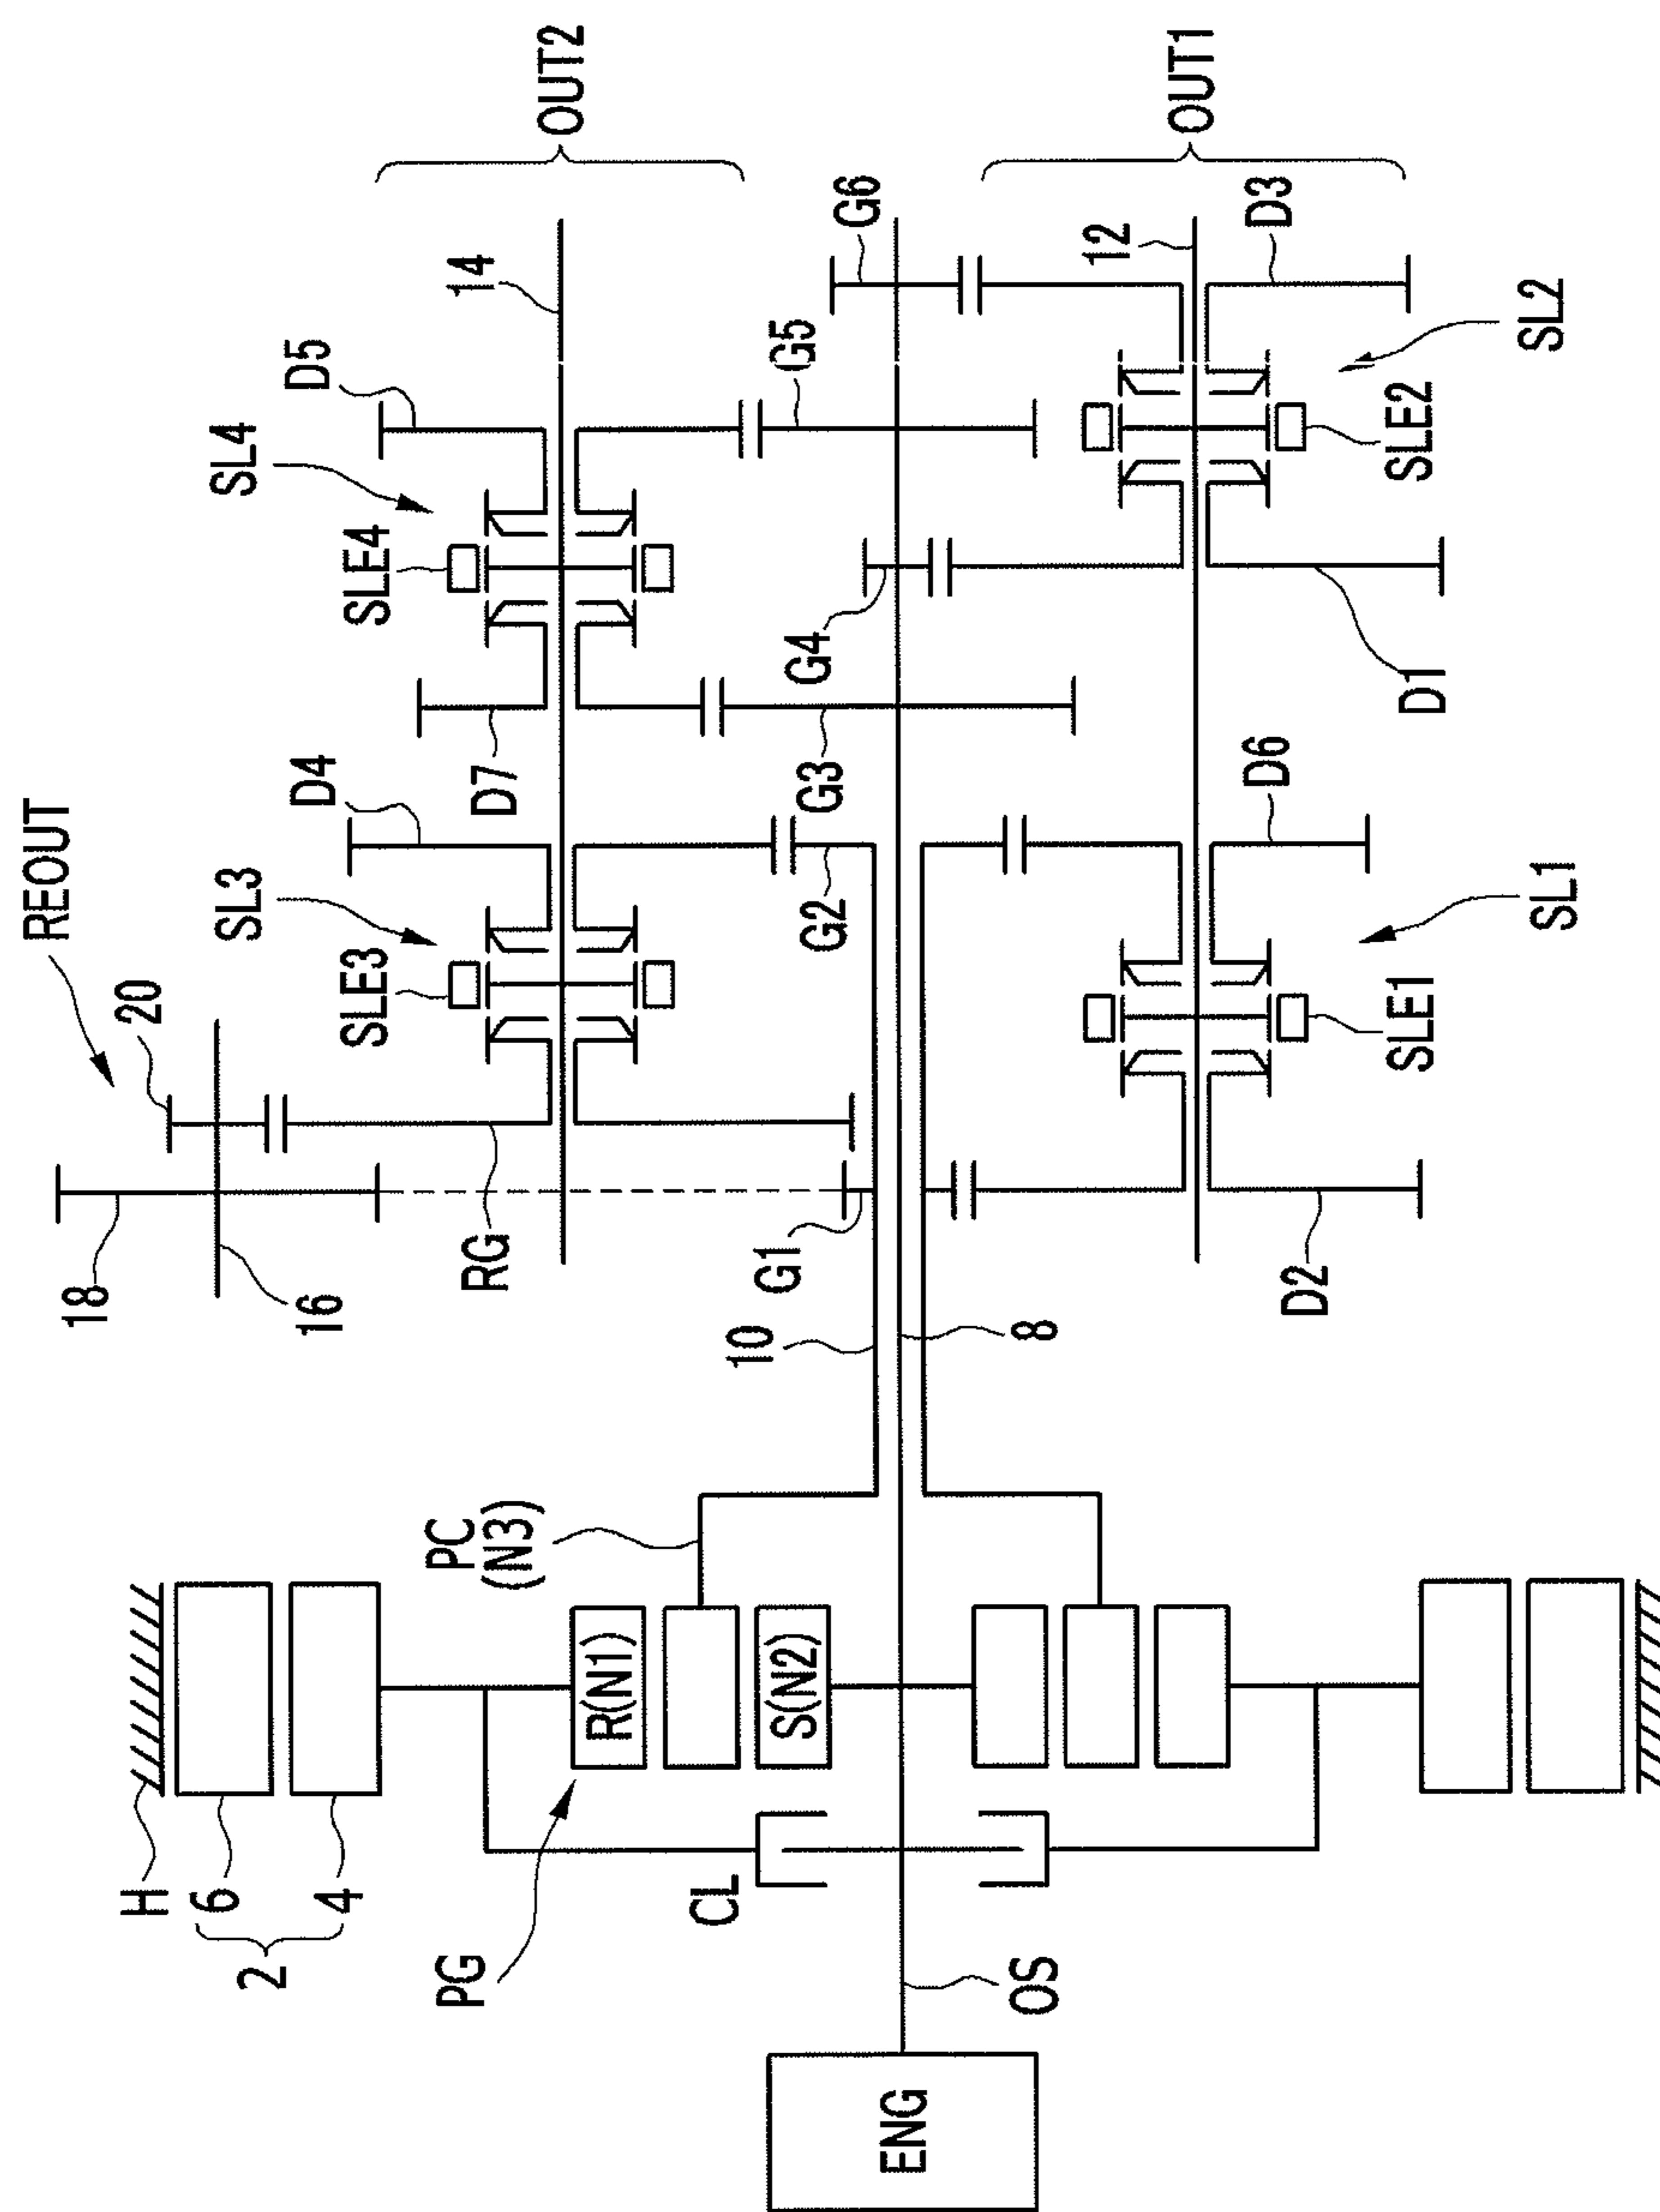 OUT2
OUT1
G6
D3
12
14
SL2
D5
G5
SL4
SLE2
SLE4
G4
D1
D7
G3
D6
D4
REOUT
SL3
G2
SL1
SLE3
20
SLE1
RG
G1
D2
18
16
10
8
PC
(N3)
R(N1)
S(N2)
H
6
4
2
CL
PG
OS
ENG